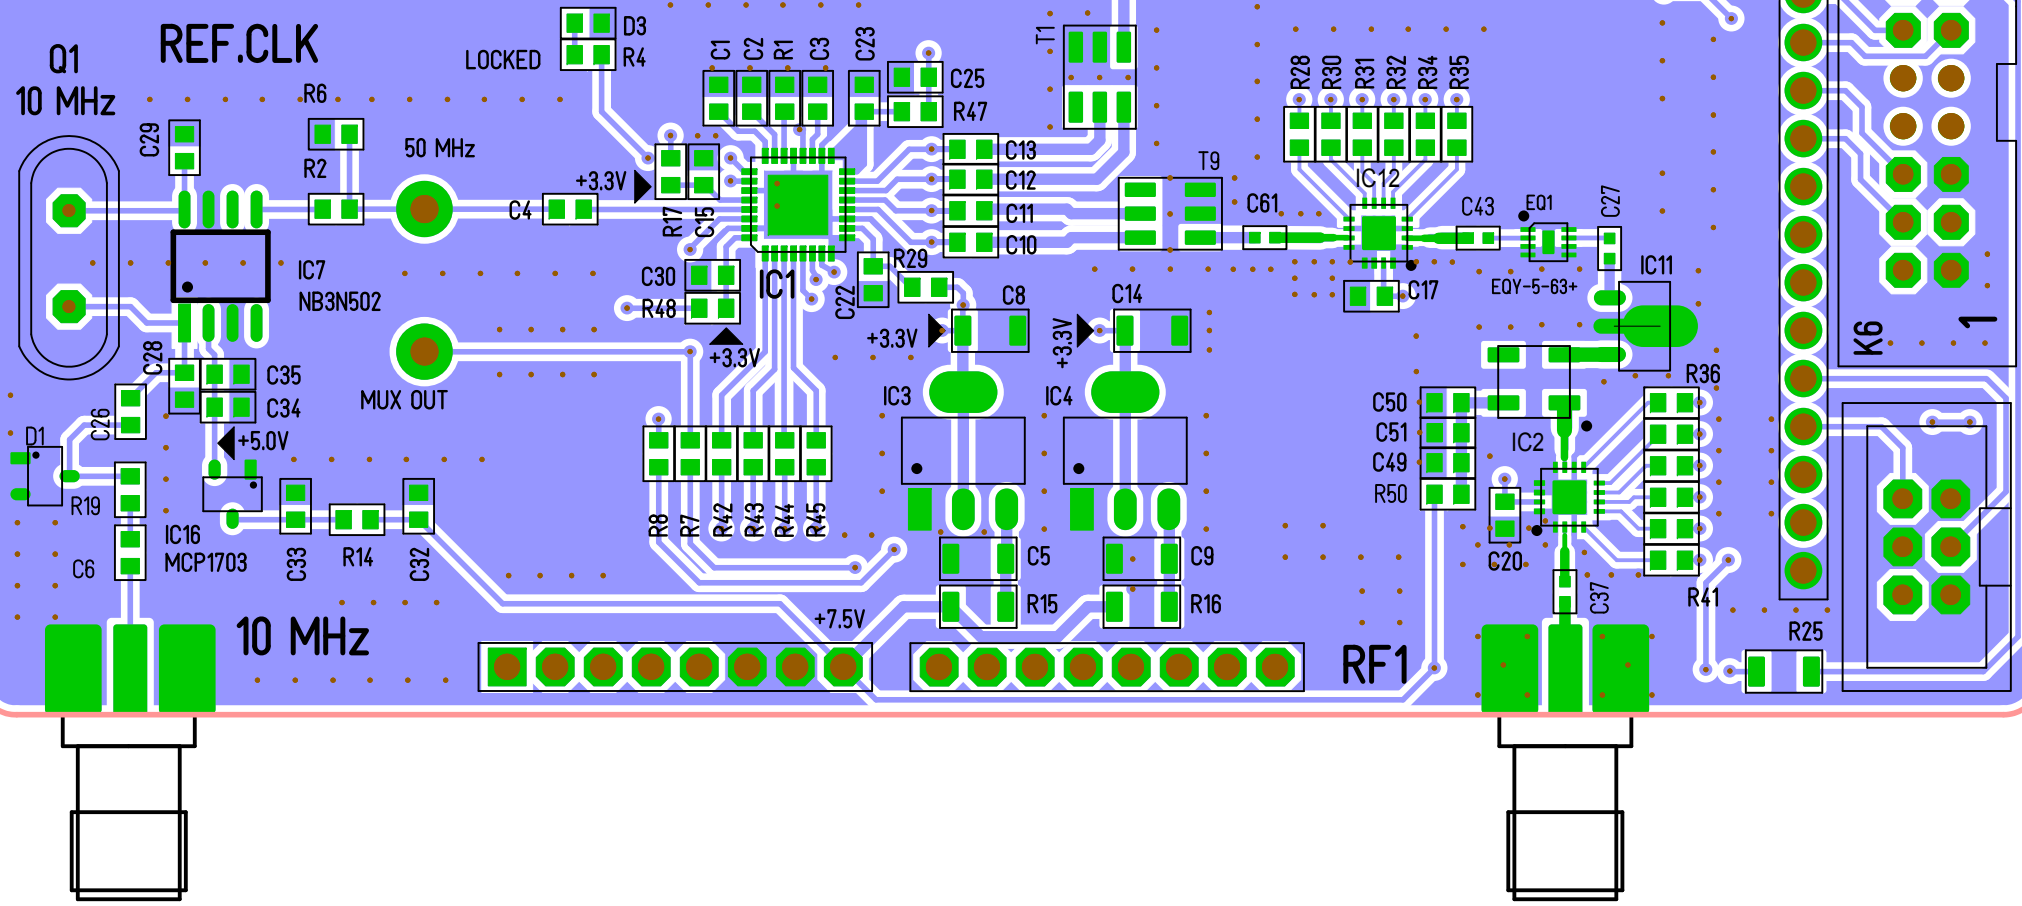 REF.CLK
Q1
10 MHz
R6
R2
C29
50 MHz
LOCKED
D3
R4
C4
+3.3V
R17
C15
C1
C2
R1
C3
C23
C25
R47
T1
C13
C12
C11
C10
T9
C61
R28
R30
R31
R32
R34
R35
IC12
C43
EQ1
C27
EQY-5-63+
IC11
C17
IC7
NB3N502
C30
R48
+3.3V
IC1
C22
R29
+3.3V
C8
+3.3V
C14
K6
1
C28
C35
C34
+5.0V
C26
D1
R19
C6
IC16
MCP1703
C33
R14
C32
MUX OUT
R8
R7
R42
R43
R44
R45
IC3
IC4
C5
R15
C9
R16
+7.5V
C50
C51
C49
R50
IC2
C20
C37
R36
R41
R25
10 MHz
RF1